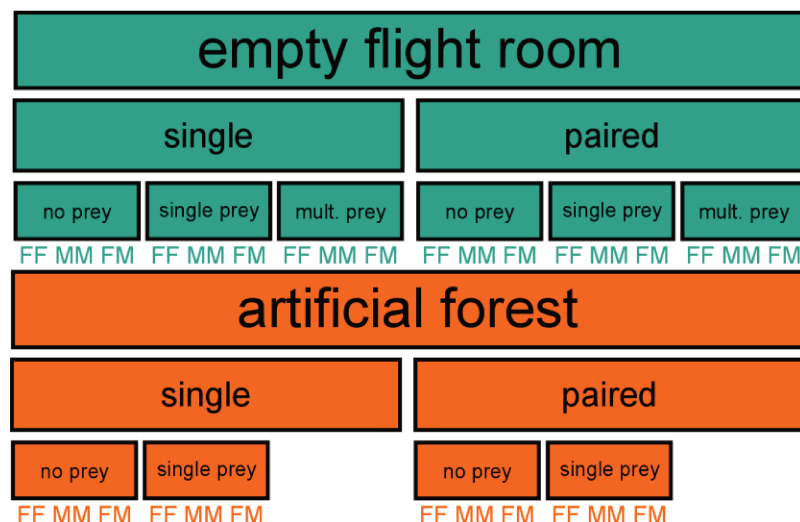 empty flight room
single paired
no prey single prey mult. prey no prey single prey mult. prey
FF MM FM FF MM FM FF MM FM FF MM FM FF MM FM FF MM FM
artificial forest
single paired
no prey single prey no prey single prey
FF MM FM FF MM FM FF MM FM FF MM FM